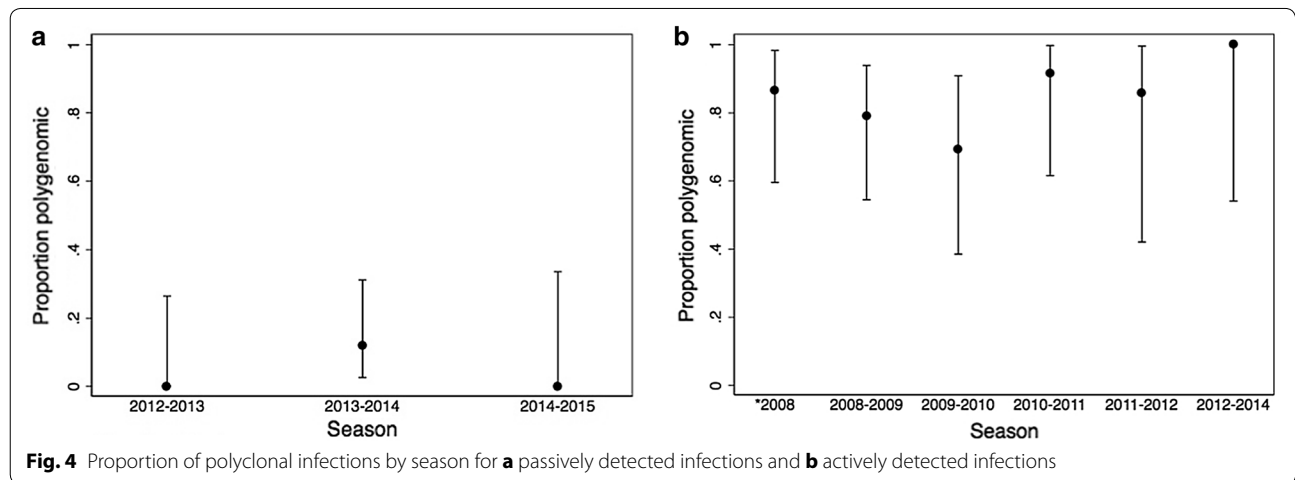 a
Proportion polygenomic
1
.8
.6
.4
.2
0
2012-2013 2013-2014 2014-2015
Season
b
Proportion polygenomic
1
.8
.6
.4
.2
0
*2008 2008-2009 2009-2010 2010-2011 2011-2012 2012-2014
Season
Fig. 4 Proportion of polyclonal infections by season for a passively detected infections and b actively detected infections